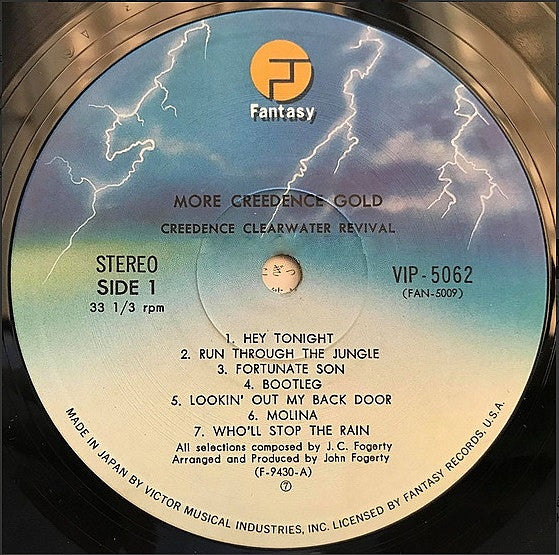 Fantasy
MORE CREEDENCE GOLD
CREEDENCE CLEARWATER REVIVAL
STEREO
SIDE 1
33 1/3 rpm
VIP-5062
(FAN-5009)
1. HEY TONIGHT
2. RUN THROUGH THE JUNGLE
3. FORTUNATE SON
4. BOOTLEG
5. LOOKIN' OUT MY BACK DOOR
6. MOLINA
7. WHO'LL STOP THE RAIN
All selections composed by J. C. Fogerty
Arranged and Produced by John Fogerty
(F-9430-A)
⑦
MADE IN JAPAN BY VICTOR MUSICAL INDUSTRIES, INC. LICENSED BY FANTASY RECORDS, U.S.A.